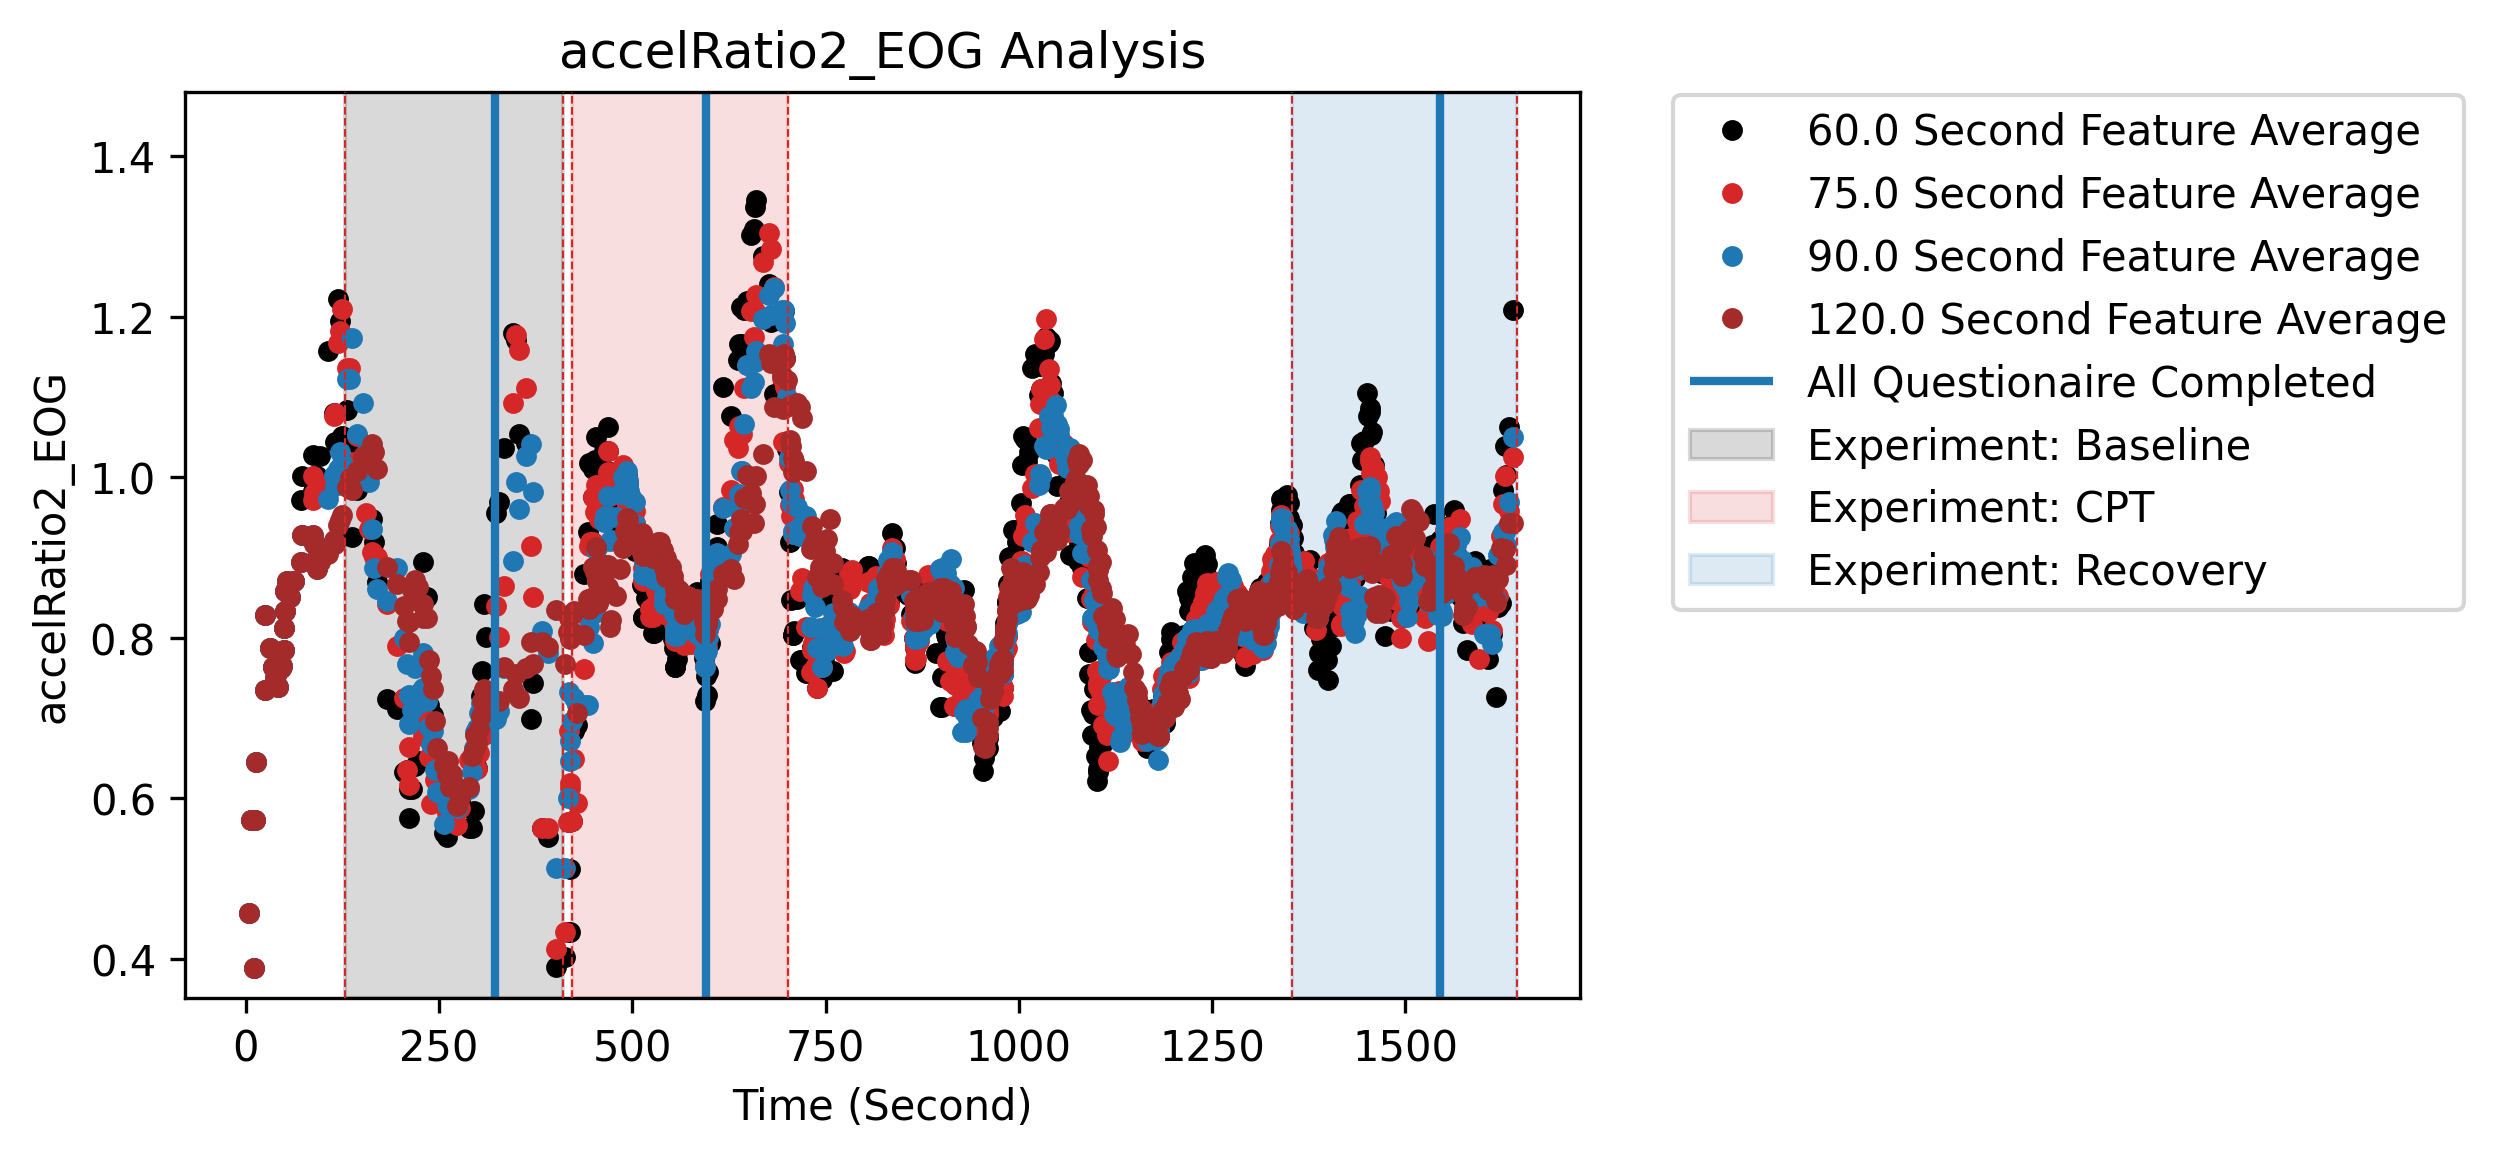 accelRatio2_EOG Analysis
accelRatio2_EOG
1.4
1.2
1.0
0.8
0.6
0.4
0 250 500 750 1000 1250 1500
Time (Second)
60.0 Second Feature Average
75.0 Second Feature Average
90.0 Second Feature Average
120.0 Second Feature Average
All Questionaire Completed
Experiment: Baseline
Experiment: CPT
Experiment: Recovery